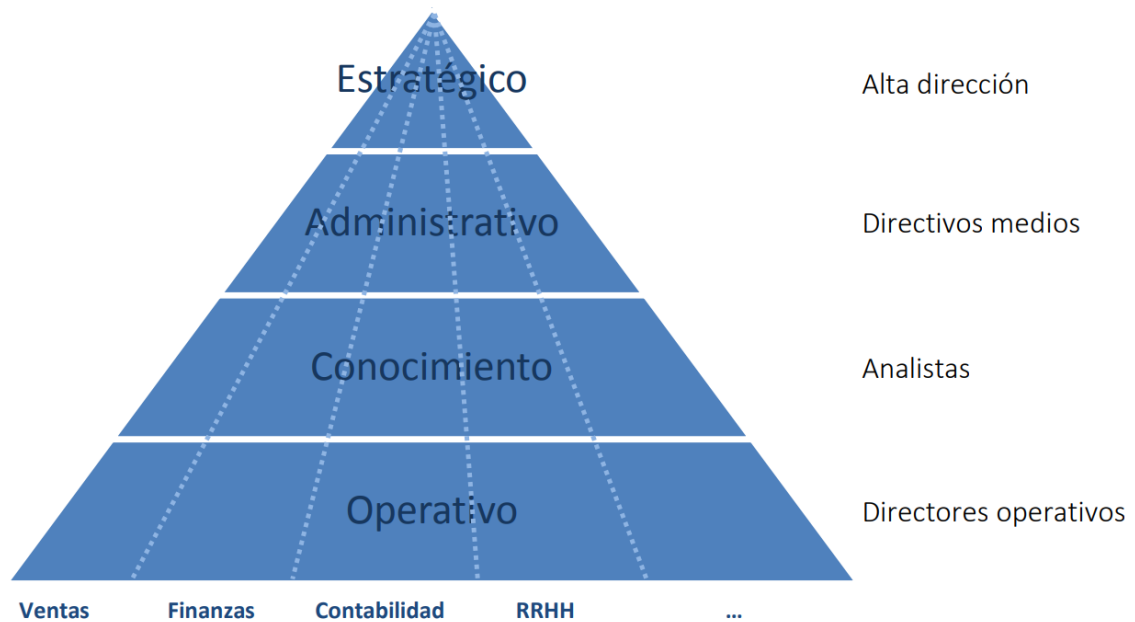 Estratégico
Alta dirección
Administrativo
Directivos medios
Conocimiento
Analistas
Operativo
Directores operativos
Ventas Finanzas Contabilidad RRHH ...